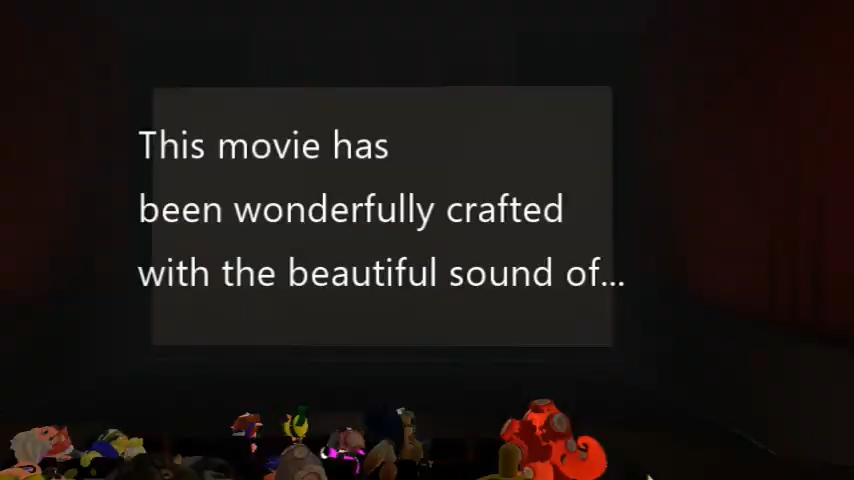 This movie has
been wonderfully crafted
with the beautiful sound of...